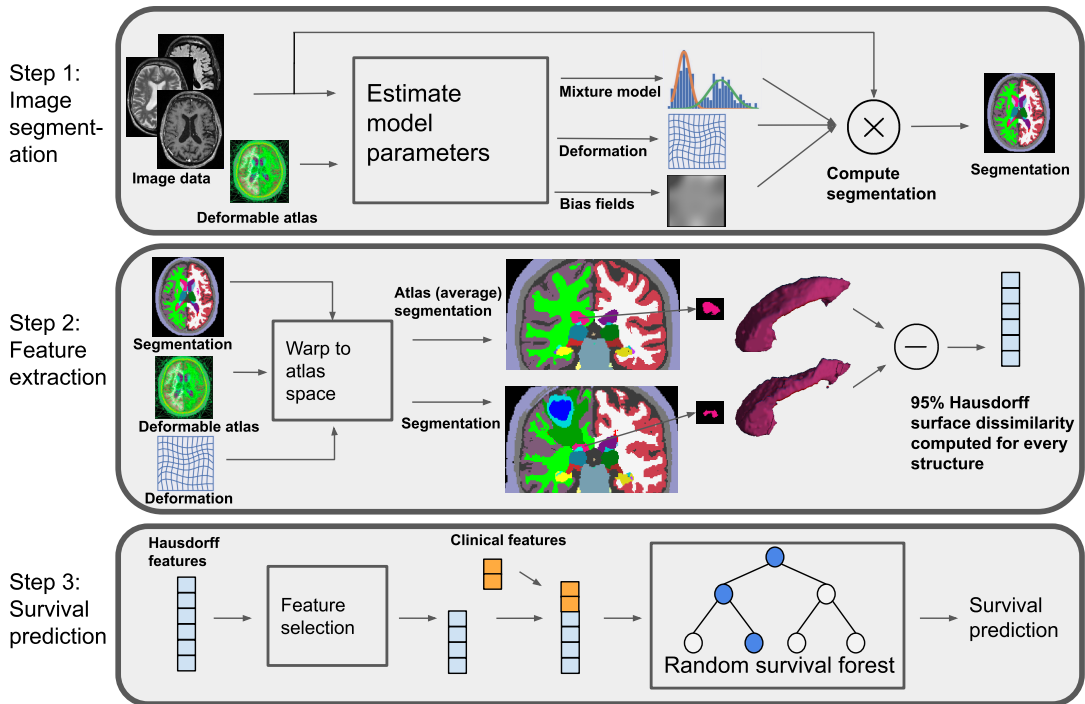 Step 1:
Image
segment-
ation
Image data
Deformable atlas
Estimate
model
parameters
Mixture model
Deformation
Bias fields
Compute
segmentation
Segmentation
Step 2:
Feature
extraction
Segmentation
Deformable atlas
Deformation
Warp to
atlas
space
Atlas (average)
segmentation
Segmentation
95% Hausdorff
surface dissimilarity
computed for every
structure
Step 3:
Survival
prediction
Hausdorff
features
Feature
selection
Clinical features
Random survival forest
Survival
prediction